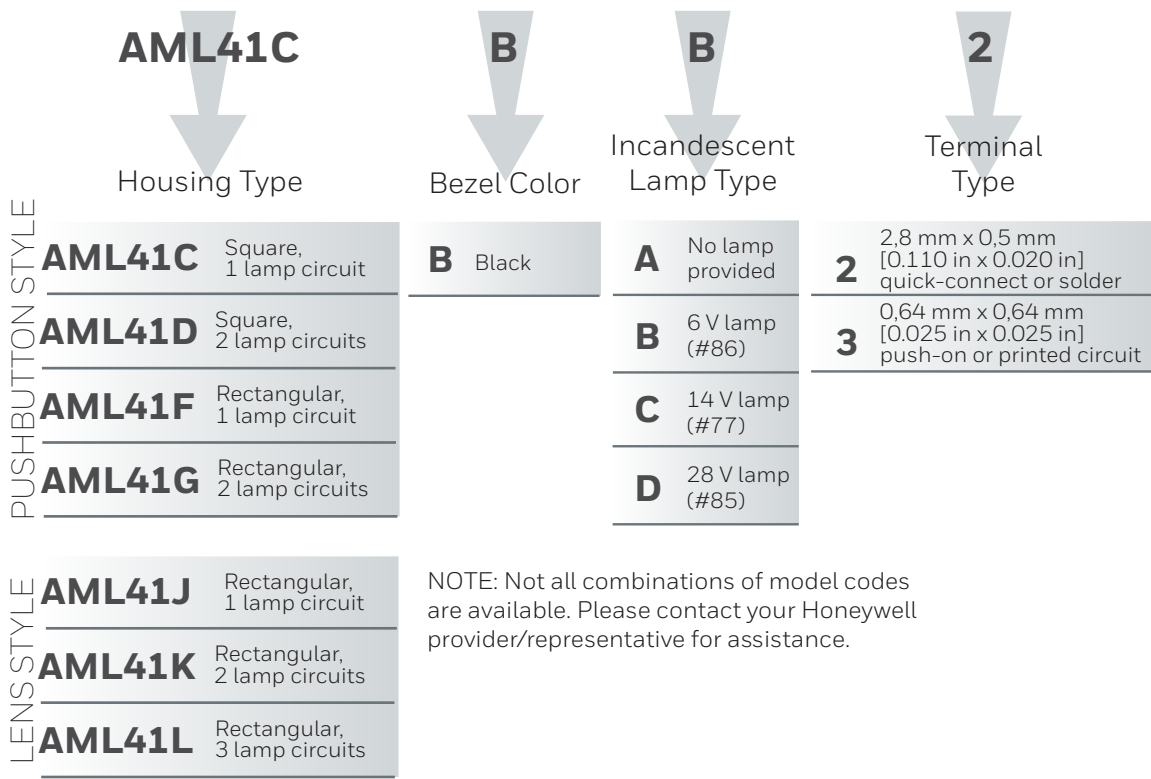 AML41C
B
B
2
Housing Type
Bezel Color
Incandescent
Lamp Type
Terminal
Type
PUSHBUTTON STYLE
AML41C
Square,
1 lamp circuit
AML41D
Square,
2 lamp circuits
AML41F
Rectangular,
1 lamp circuit
AML41G
Rectangular,
2 lamp circuits
B
Black
A
No lamp
provided
B
6 V lamp
(#86)
C
14 V lamp
(#77)
D
28 V lamp
(#85)
2
2,8 mm x 0,5 mm
[0.110 in x 0.020 in]
quick-connect or solder
3
0,64 mm x 0,64 mm
[0.025 in x 0.025 in]
push-on or printed circuit
LENS STYLE
AML41J
Rectangular,
1 lamp circuit
AML41K
Rectangular,
2 lamp circuits
AML41L
Rectangular,
3 lamp circuits
NOTE: Not all combinations of model codes
are available. Please contact your Honeywell
provider/representative for assistance.